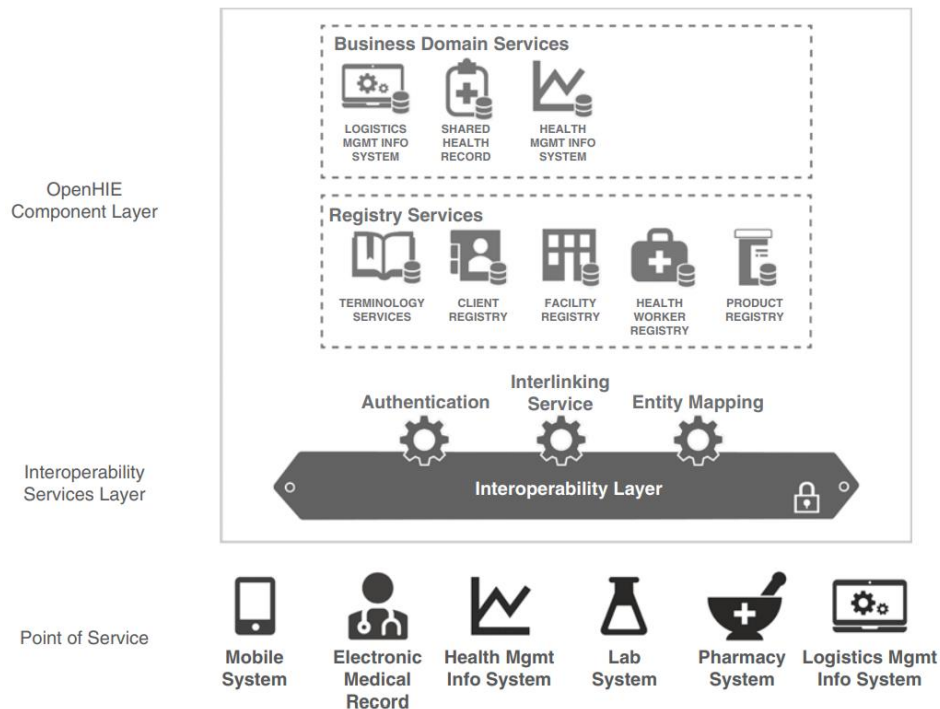 Business Domain Services
LOGISTICS
MGMT INFO
SYSTEM
SHARED
HEALTH
RECORD
HEALTH
MGMT INFO
SYSTEM
OpenHIE
Component Layer
Registry Services
TERMINOLOGY
SERVICES
CLIENT
REGISTRY
FACILITY
REGISTRY
HEALTH
WORKER
REGISTRY
PRODUCT
REGISTRY
Authentication
Interlinking
Service
Entity Mapping
Interoperability
Services Layer
Interoperability Layer
Point of Service
Mobile
System
Electronic
Medical
Record
Health Mgmt
Info System
Lab
System
Pharmacy
System
Logistics Mgmt
Info System